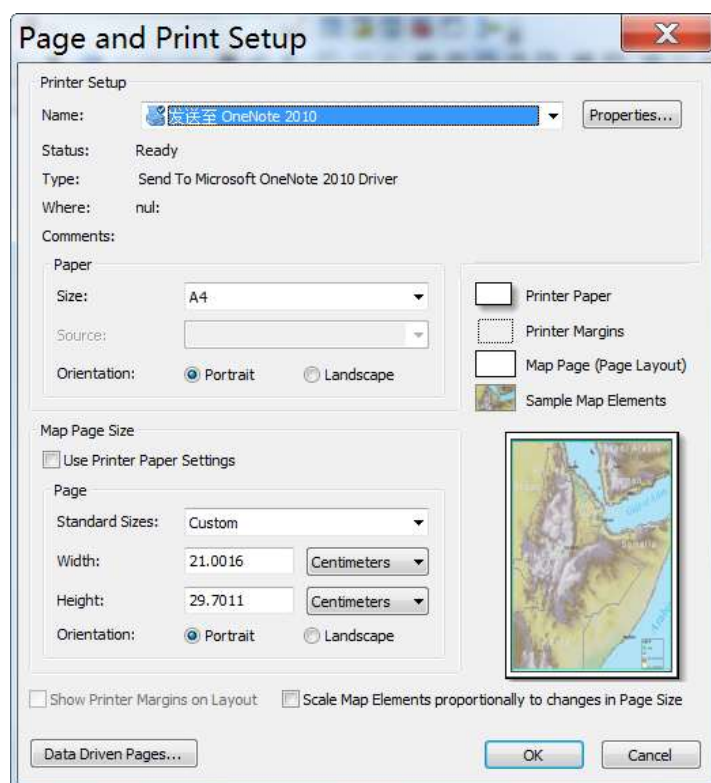 Page and Print Setup
Printer Setup
Name: 发送至 OneNote 2010 Properties...
Status: Ready
Type: Send To Microsoft OneNote 2010 Driver
Where: nul:
Comments:
Paper
Size: A4
Source:
Orientation: Portrait Landscape
Printer Paper
Printer Margins
Map Page (Page Layout)
Sample Map Elements
Map Page Size
Use Printer Paper Settings
Page
Standard Sizes: Custom
Width: 21.0016 Centimeters
Height: 29.7011 Centimeters
Orientation: Portrait Landscape
Show Printer Margins on Layout Scale Map Elements proportionally to changes in Page Size
Data Driven Pages... OK Cancel